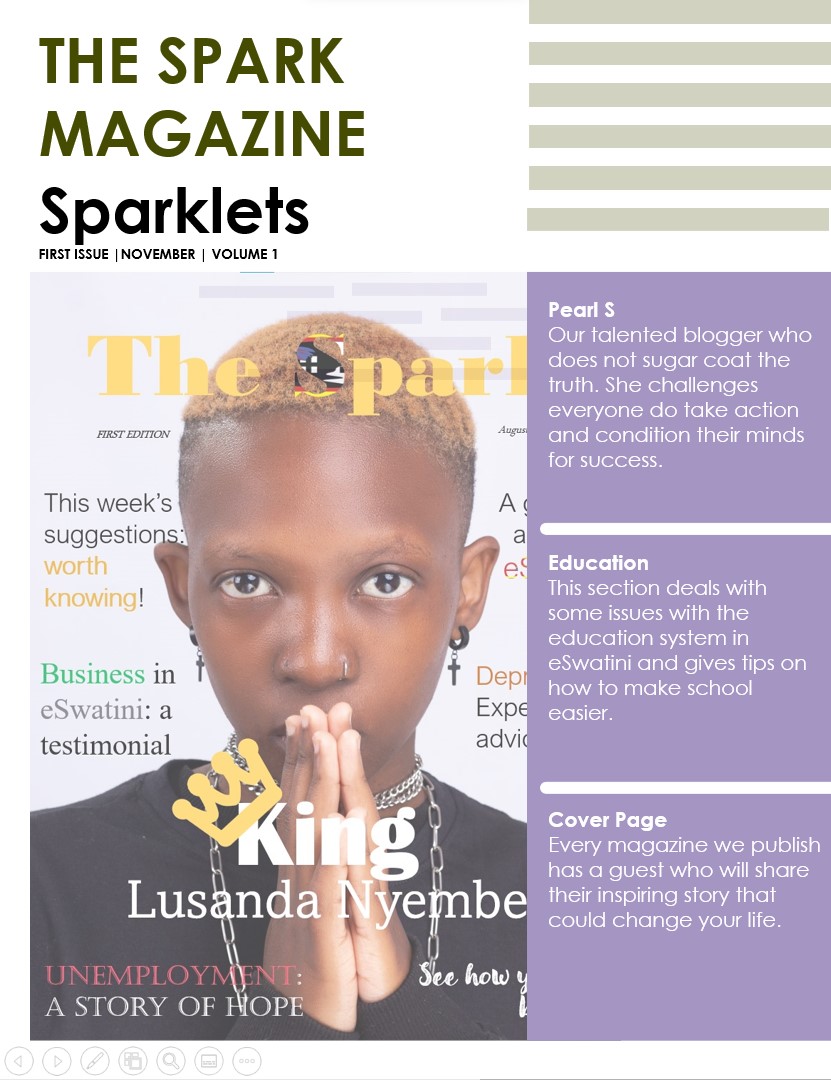 THE SPARK
MAGAZINE
Sparklets
FIRST ISSUE | NOVEMBER | VOLUME 1
The Spark
FIRST EDITION
This week's
suggestions:
worth
knowing!
Business in
eSwatini: a
testimonial
King
Lusanda Nyembe
UNEMPLOYMENT:
A STORY OF HOPE
See how
Pearl S
Our talented blogger who
does not sugar coat the
truth. She challenges
everyone do take action
and condition their minds
for success.
Education
This section deals with
some issues with the
education system in
eSwatini and gives tips on
how to make school
easier.
Cover Page
Every magazine we publish
has a guest who will share
their inspiring story that
could change your life.